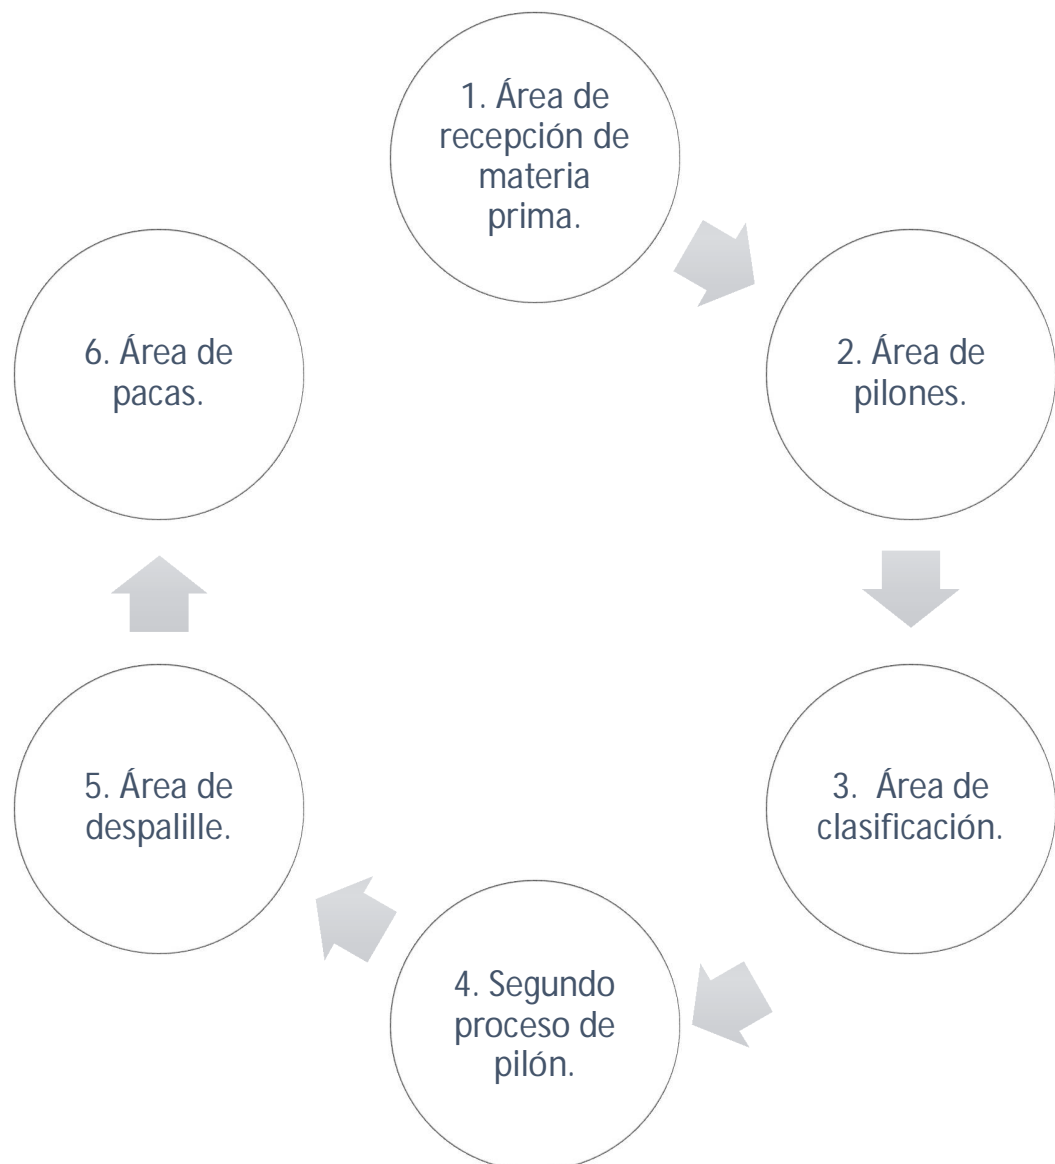 1. Área de
recepción de
materia
prima.
2. Área de
pilones.
3. Área de
clasificación.
4. Segundo
proceso de
pilón.
5. Área de
despalille.
6. Área de
pacas.